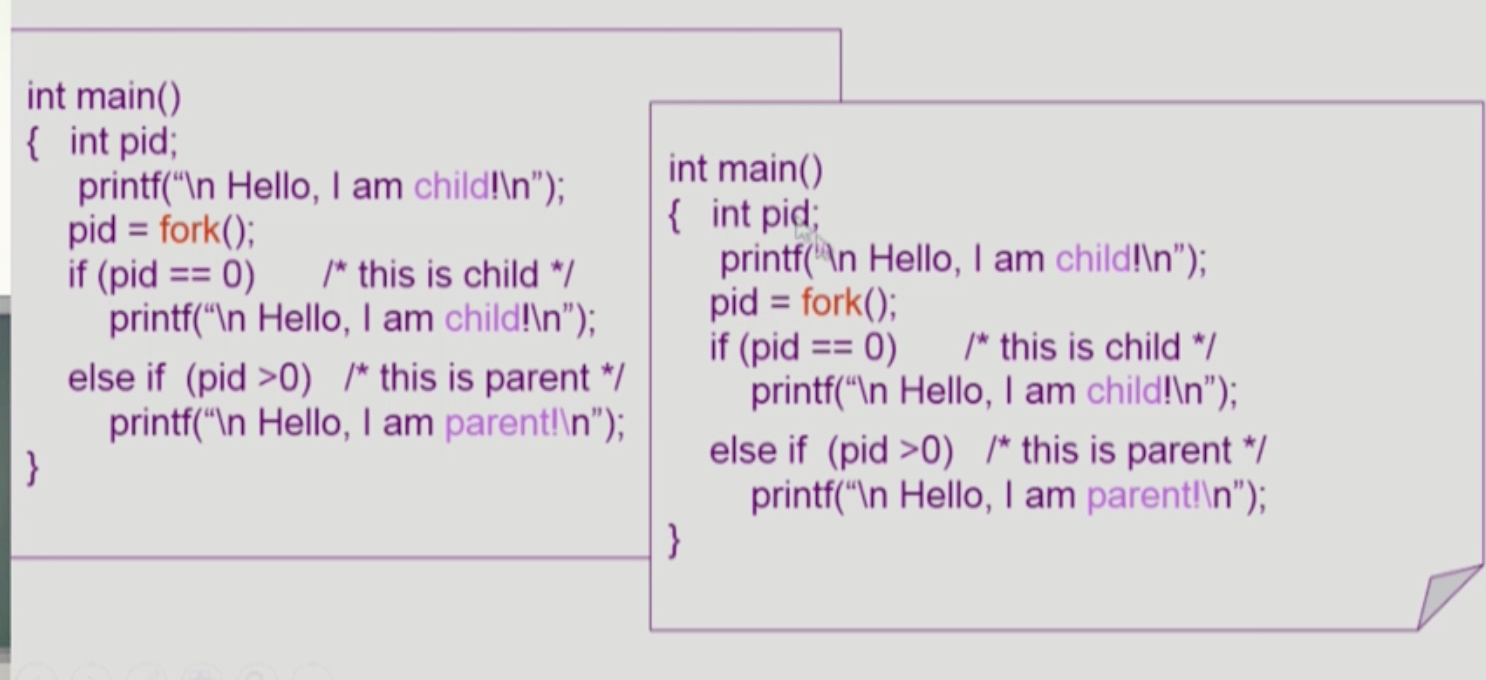 int main()
{ int pid;
printf(“\n Hello, I am child!\n”);
pid = fork();
if (pid == 0) /* this is child */
printf(“\n Hello, I am child!\n”);
else if (pid >0) /* this is parent */
printf(“\n Hello, I am parent!\n”);
}
int main()
{ int pid;
printf(“\n Hello, I am child!\n”);
pid = fork();
if (pid == 0) /* this is child */
printf(“\n Hello, I am child!\n”);
else if (pid >0) /* this is parent */
printf(“\n Hello, I am parent!\n”);
}